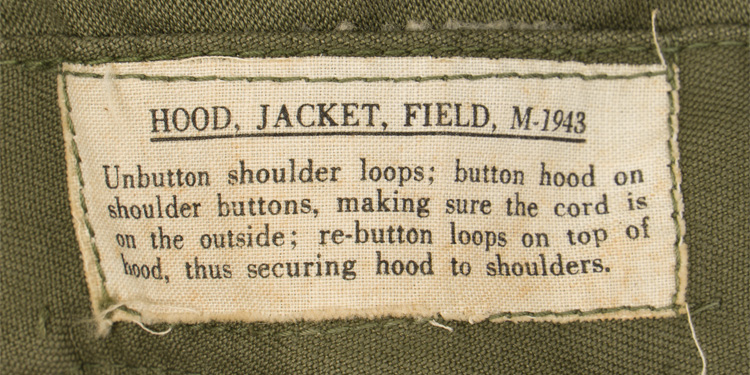 HOOD, JACKET, FIELD, M-1943
Unbutton shoulder loops; button hood on
shoulder buttons, making sure the cord is
on the outside; re-button loops on top of
hood, thus securing hood to shoulders.